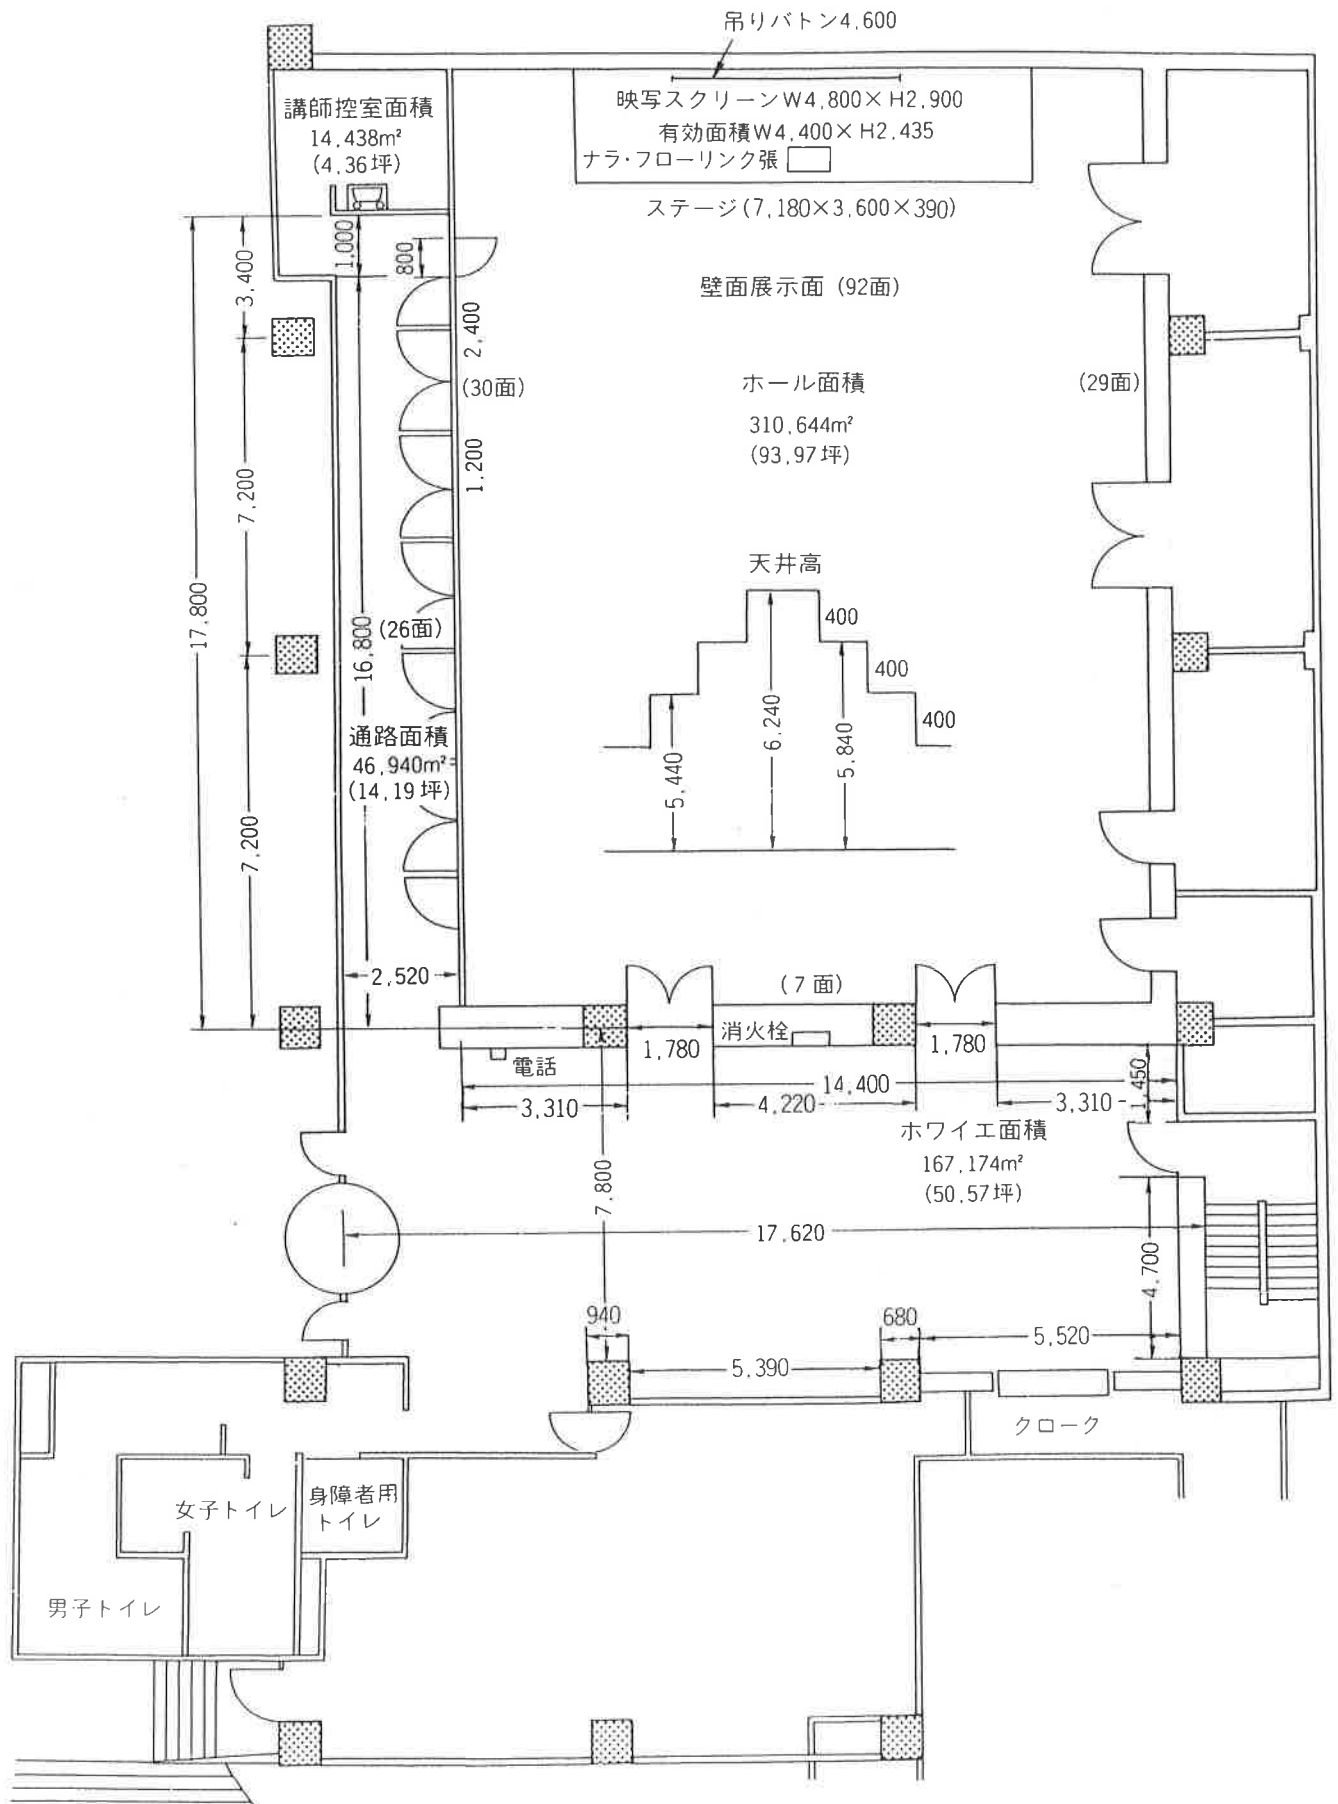 吊りバトン4,600
映写スクリーンW4,800×H2,900
有効面積W4,400×H2,435
ナラ・フローリンク張
ステージ(7,180×3,600×390)
講師控室面積
14,438m²
(4,36坪)
1,000
800
3,400
壁面展示面 (92面)
2,400
(30面)
ホール面積
310,644m²
(93,97坪)
(29面)
1,200
7,200
17,800
16,800
(26面)
天井高
400
400
400
6,240
5,840
5,440
通路面積
46,940m²
(14,19坪)
7,200
2,520
(7面)
消火栓
1,780
1,780
電話
14,400
3,310
4,220
3,310
1,450
ホワイエ面積
167,174m²
(50,57坪)
7,800
17,620
4,700
940
680
5,520
5,390
クローク
女子トイレ
身障者用
トイレ
男子トイレ